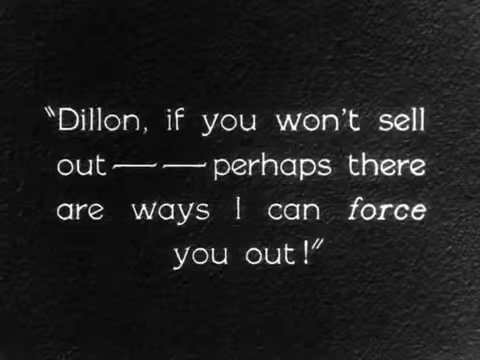 "Dillon, if you won't sell
out — — perhaps there
are ways I can force
you out!"